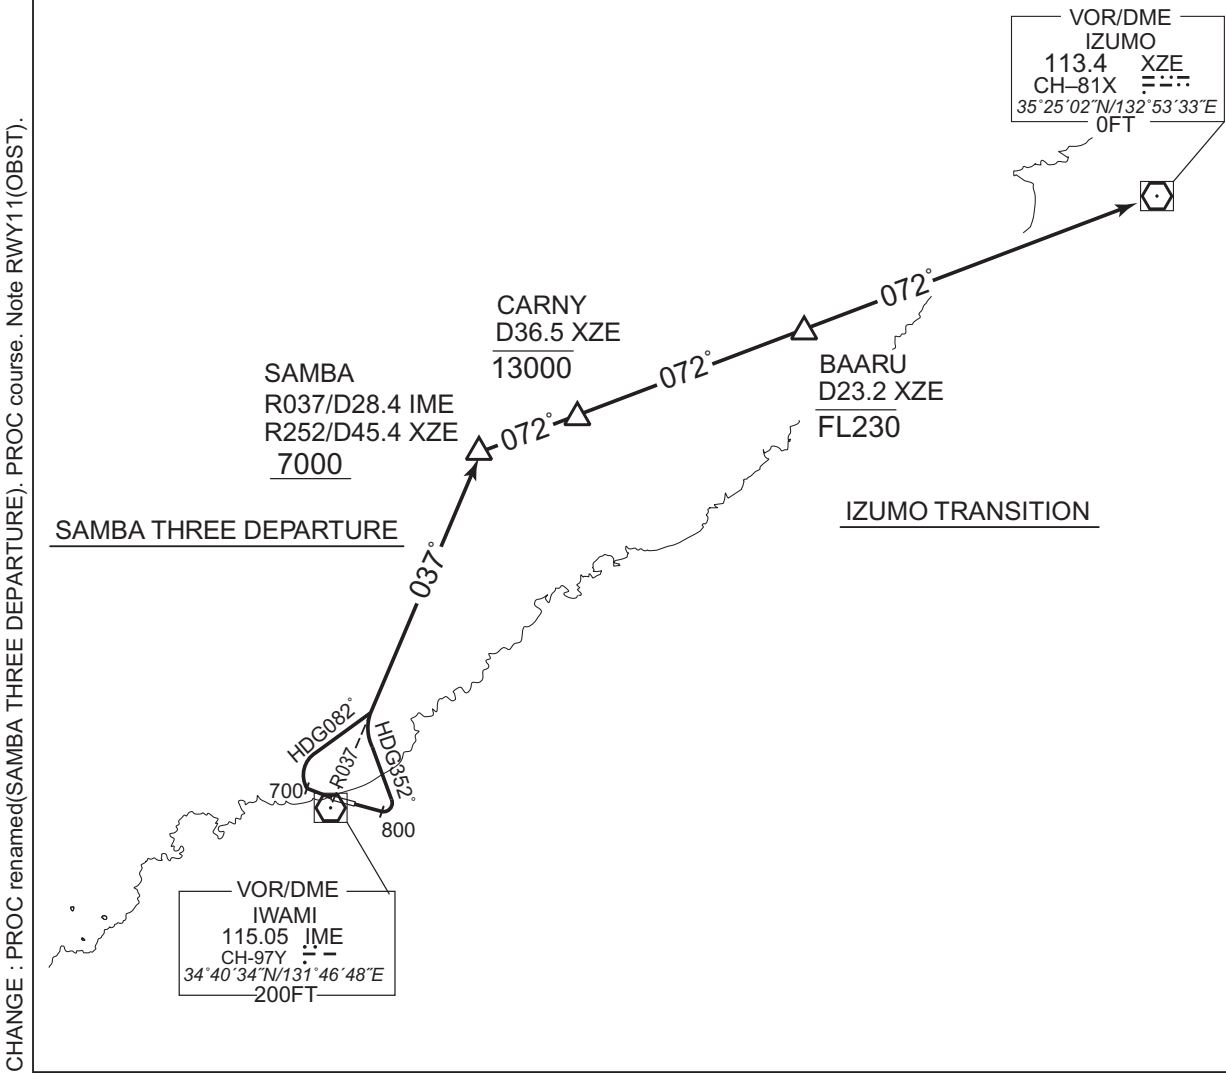 VOR/DME
IZUMO
113.4 XZE
CH–81X
35°25′02″N/132°53′33″E
0FT
072°
CARNY
D36.5 XZE
13000
072°
BAARU
D23.2 XZE
FL230
SAMBA
R037/D28.4 IME
R252/D45.4 XZE
7000
072°
SAMBA THREE DEPARTURE
IZUMO TRANSITION
037°
HDG082°
HDG352°
R037
700
800
VOR/DME
IWAMI
115.05 IME
CH-97Y
34°40′34″N/131°46′48″E
200FT
CHANGE : PROC renamed(SAMBA THREE DEPARTURE). PROC course. Note RWY11(OBST).